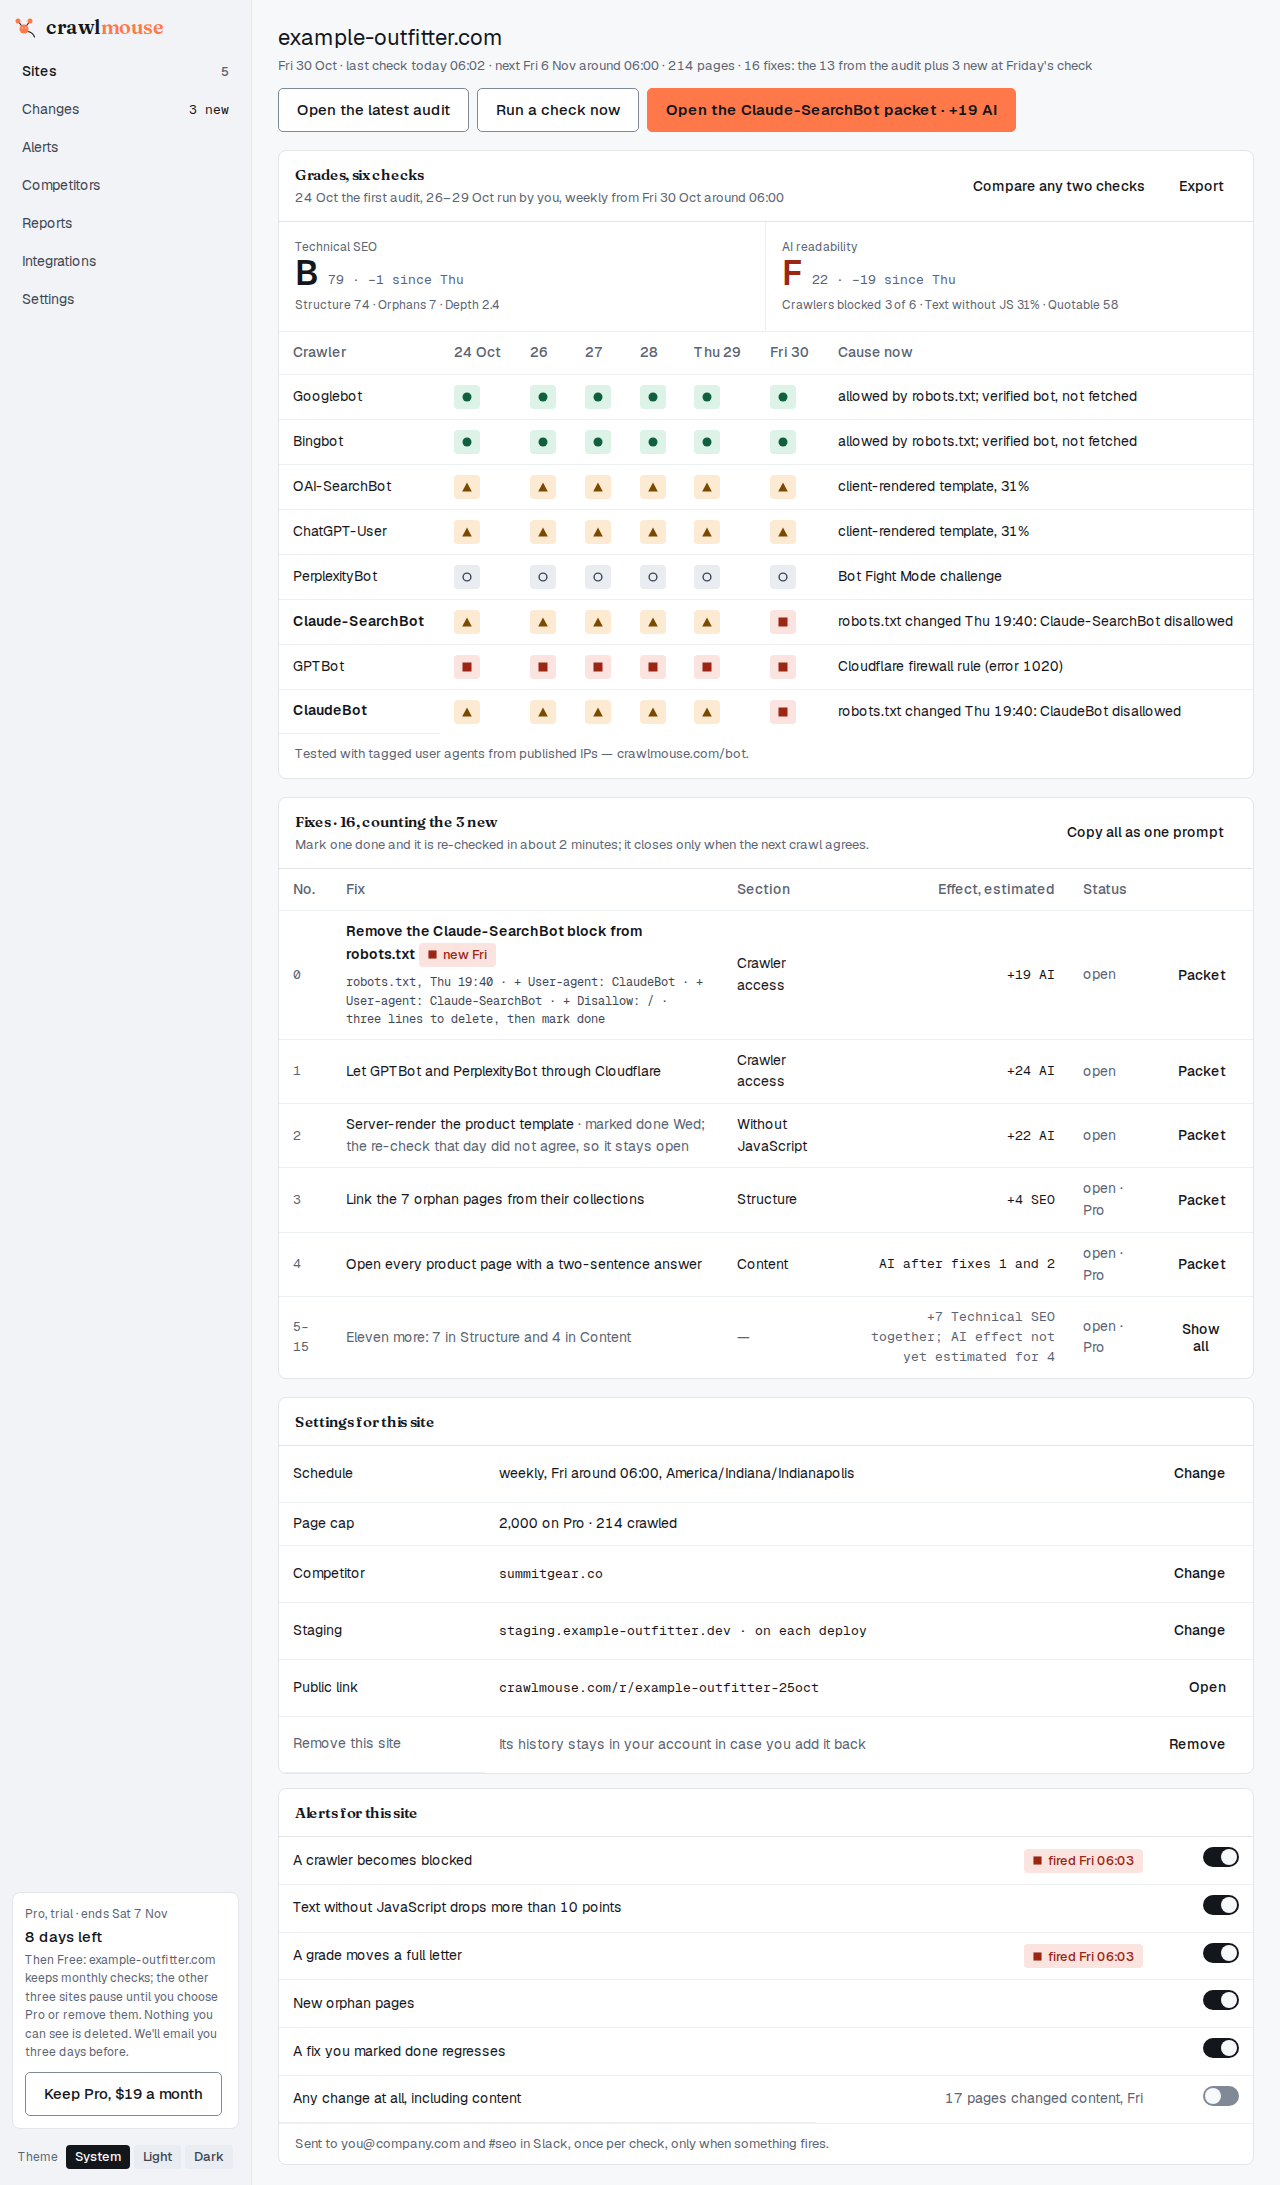 crawlmouse
Sites 5
Changes 3 new
Alerts
Competitors
Reports
Integrations
Settings
Pro, trial · ends Sat 7 Nov
8 days left
Then Free: example-outfitter.com
keeps monthly checks; the other
three sites pause until you choose
Pro or remove them. Nothing you
can see is deleted. We'll email you
three days before.
Keep Pro, $19 a month
Theme System Light Dark
example-outfitter.com
Fri 30 Oct · last check today 06:02 · next Fri 6 Nov around 06:00 · 214 pages · 16 fixes: the 13 from the audit plus 3 new at Friday's check
Open the latest audit Run a check now Open the Claude-SearchBot packet · +19 AI
Grades, six checks
24 Oct the first audit, 26–29 Oct run by you, weekly from Fri 30 Oct around 06:00
Compare any two checks Export
Technical SEO
B 79 · −1 since Thu
Structure 74 · Orphans 7 · Depth 2.4
AI readability
F 22 · −19 since Thu
Crawlers blocked 3 of 6 · Text without JS 31% · Quotable 58
Crawler 24 Oct 26 27 28 Thu 29 Fri 30 Cause now
Googlebot allowed by robots.txt; verified bot, not fetched
Bingbot allowed by robots.txt; verified bot, not fetched
OAI-SearchBot client-rendered template, 31%
ChatGPT-User client-rendered template, 31%
PerplexityBot Bot Fight Mode challenge
Claude-SearchBot robots.txt changed Thu 19:40: Claude-SearchBot disallowed
GPTBot Cloudflare firewall rule (error 1020)
ClaudeBot robots.txt changed Thu 19:40: ClaudeBot disallowed
Tested with tagged user agents from published IPs — crawlmouse.com/bot.
Fixes · 16, counting the 3 new
Mark one done and it is re-checked in about 2 minutes; it closes only when the next crawl agrees.
Copy all as one prompt
No. Fix Section Effect, estimated Status
0 Remove the Claude-SearchBot block from
robots.txt new Fri
robots.txt, Thu 19:40 · + User-agent: ClaudeBot · +
User-agent: Claude-SearchBot · + Disallow: / ·
three lines to delete, then mark done
Crawler
access
+19 AI open Packet
1 Let GPTBot and PerplexityBot through Cloudflare
Crawler
access
+24 AI open Packet
2 Server-render the product template · marked done Wed;
the re-check that day did not agree, so it stays open
Without
JavaScript
+22 AI open Packet
3 Link the 7 orphan pages from their collections Structure +4 SEO
open ·
Pro
Packet
4 Open every product page with a two-sentence answer Content AI after fixes 1 and 2
open ·
Pro
Packet
5–
15
Eleven more: 7 in Structure and 4 in Content —
+7 Technical SEO
together; AI effect not
yet estimated for 4
open ·
Pro
Show
all
Settings for this site
Schedule weekly, Fri around 06:00, America/Indiana/Indianapolis Change
Page cap 2,000 on Pro · 214 crawled
Competitor summitgear.co Change
Staging staging.example-outfitter.dev · on each deploy Change
Public link crawlmouse.com/r/example-outfitter-25oct Open
Remove this site Its history stays in your account in case you add it back Remove
Alerts for this site
A crawler becomes blocked fired Fri 06:03
Text without JavaScript drops more than 10 points
A grade moves a full letter fired Fri 06:03
New orphan pages
A fix you marked done regresses
Any change at all, including content 17 pages changed content, Fri
Sent to you@company.com and #seo in Slack, once per check, only when something fires.